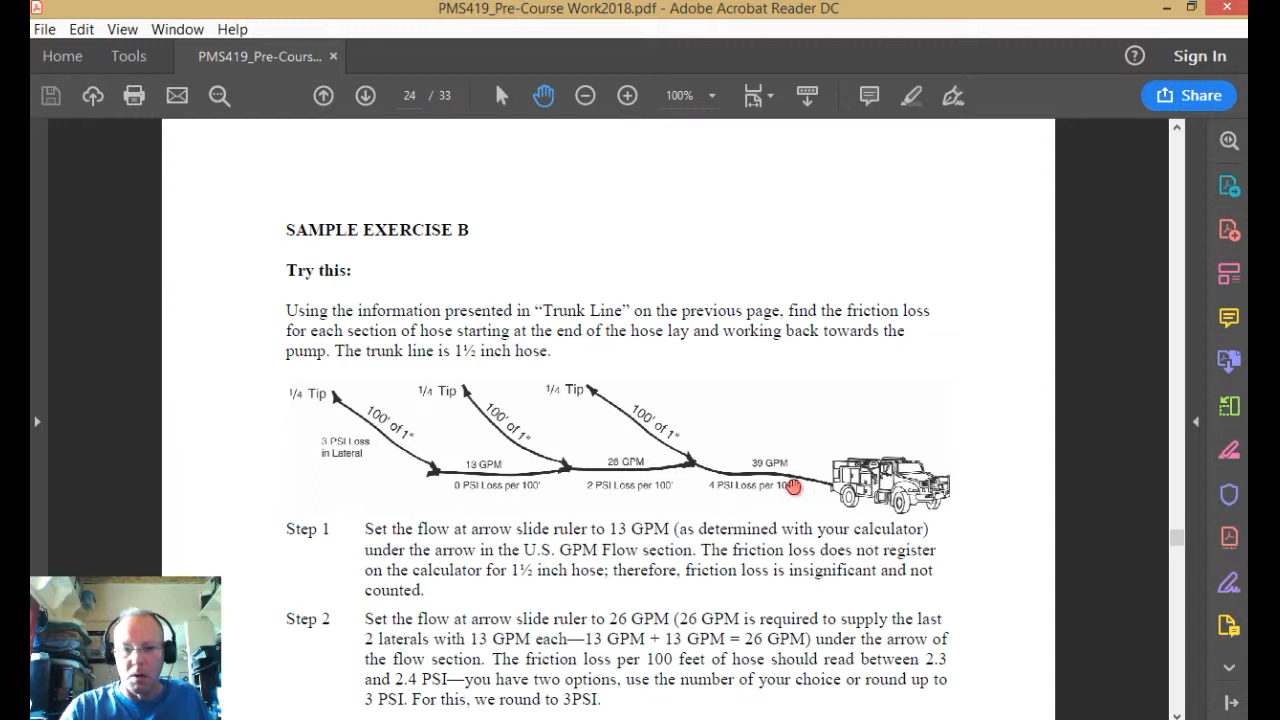 PMS419_Pre-Course Work2018.pdf - Adobe Acrobat Reader DC
File Edit View Window Help
Home Tools PMS419_Pre-Cours... × Sign In
24 / 33 100% Share
SAMPLE EXERCISE B
Try this:
Using the information presented in “Trunk Line” on the previous page, find the friction loss
for each section of hose starting at the end of the hose lay and working back towards the
pump. The trunk line is 1½ inch hose.
1/4 Tip 1/4 Tip 1/4 Tip
100' of 1" 100' of 1" 100' of 1"
3 PSI Loss
in Lateral
13 GPM 26 GPM 39 GPM
0 PSI Loss per 100' 2 PSI Loss per 100' 4 PSI Loss per
Step 1 Set the flow at arrow slide ruler to 13 GPM (as determined with your calculator)
under the arrow in the U.S. GPM Flow section. The friction loss does not register
on the calculator for 1½ inch hose; therefore, friction loss is insignificant and not
counted.
Step 2 Set the flow at arrow slide ruler to 26 GPM (26 GPM is required to supply the last
2 laterals with 13 GPM each—13 GPM + 13 GPM = 26 GPM) under the arrow of
the flow section. The friction loss per 100 feet of hose should read between 2.3
and 2.4 PSI—you have two options, use the number of your choice or round up to
3 PSI. For this, we round to 3PSI.